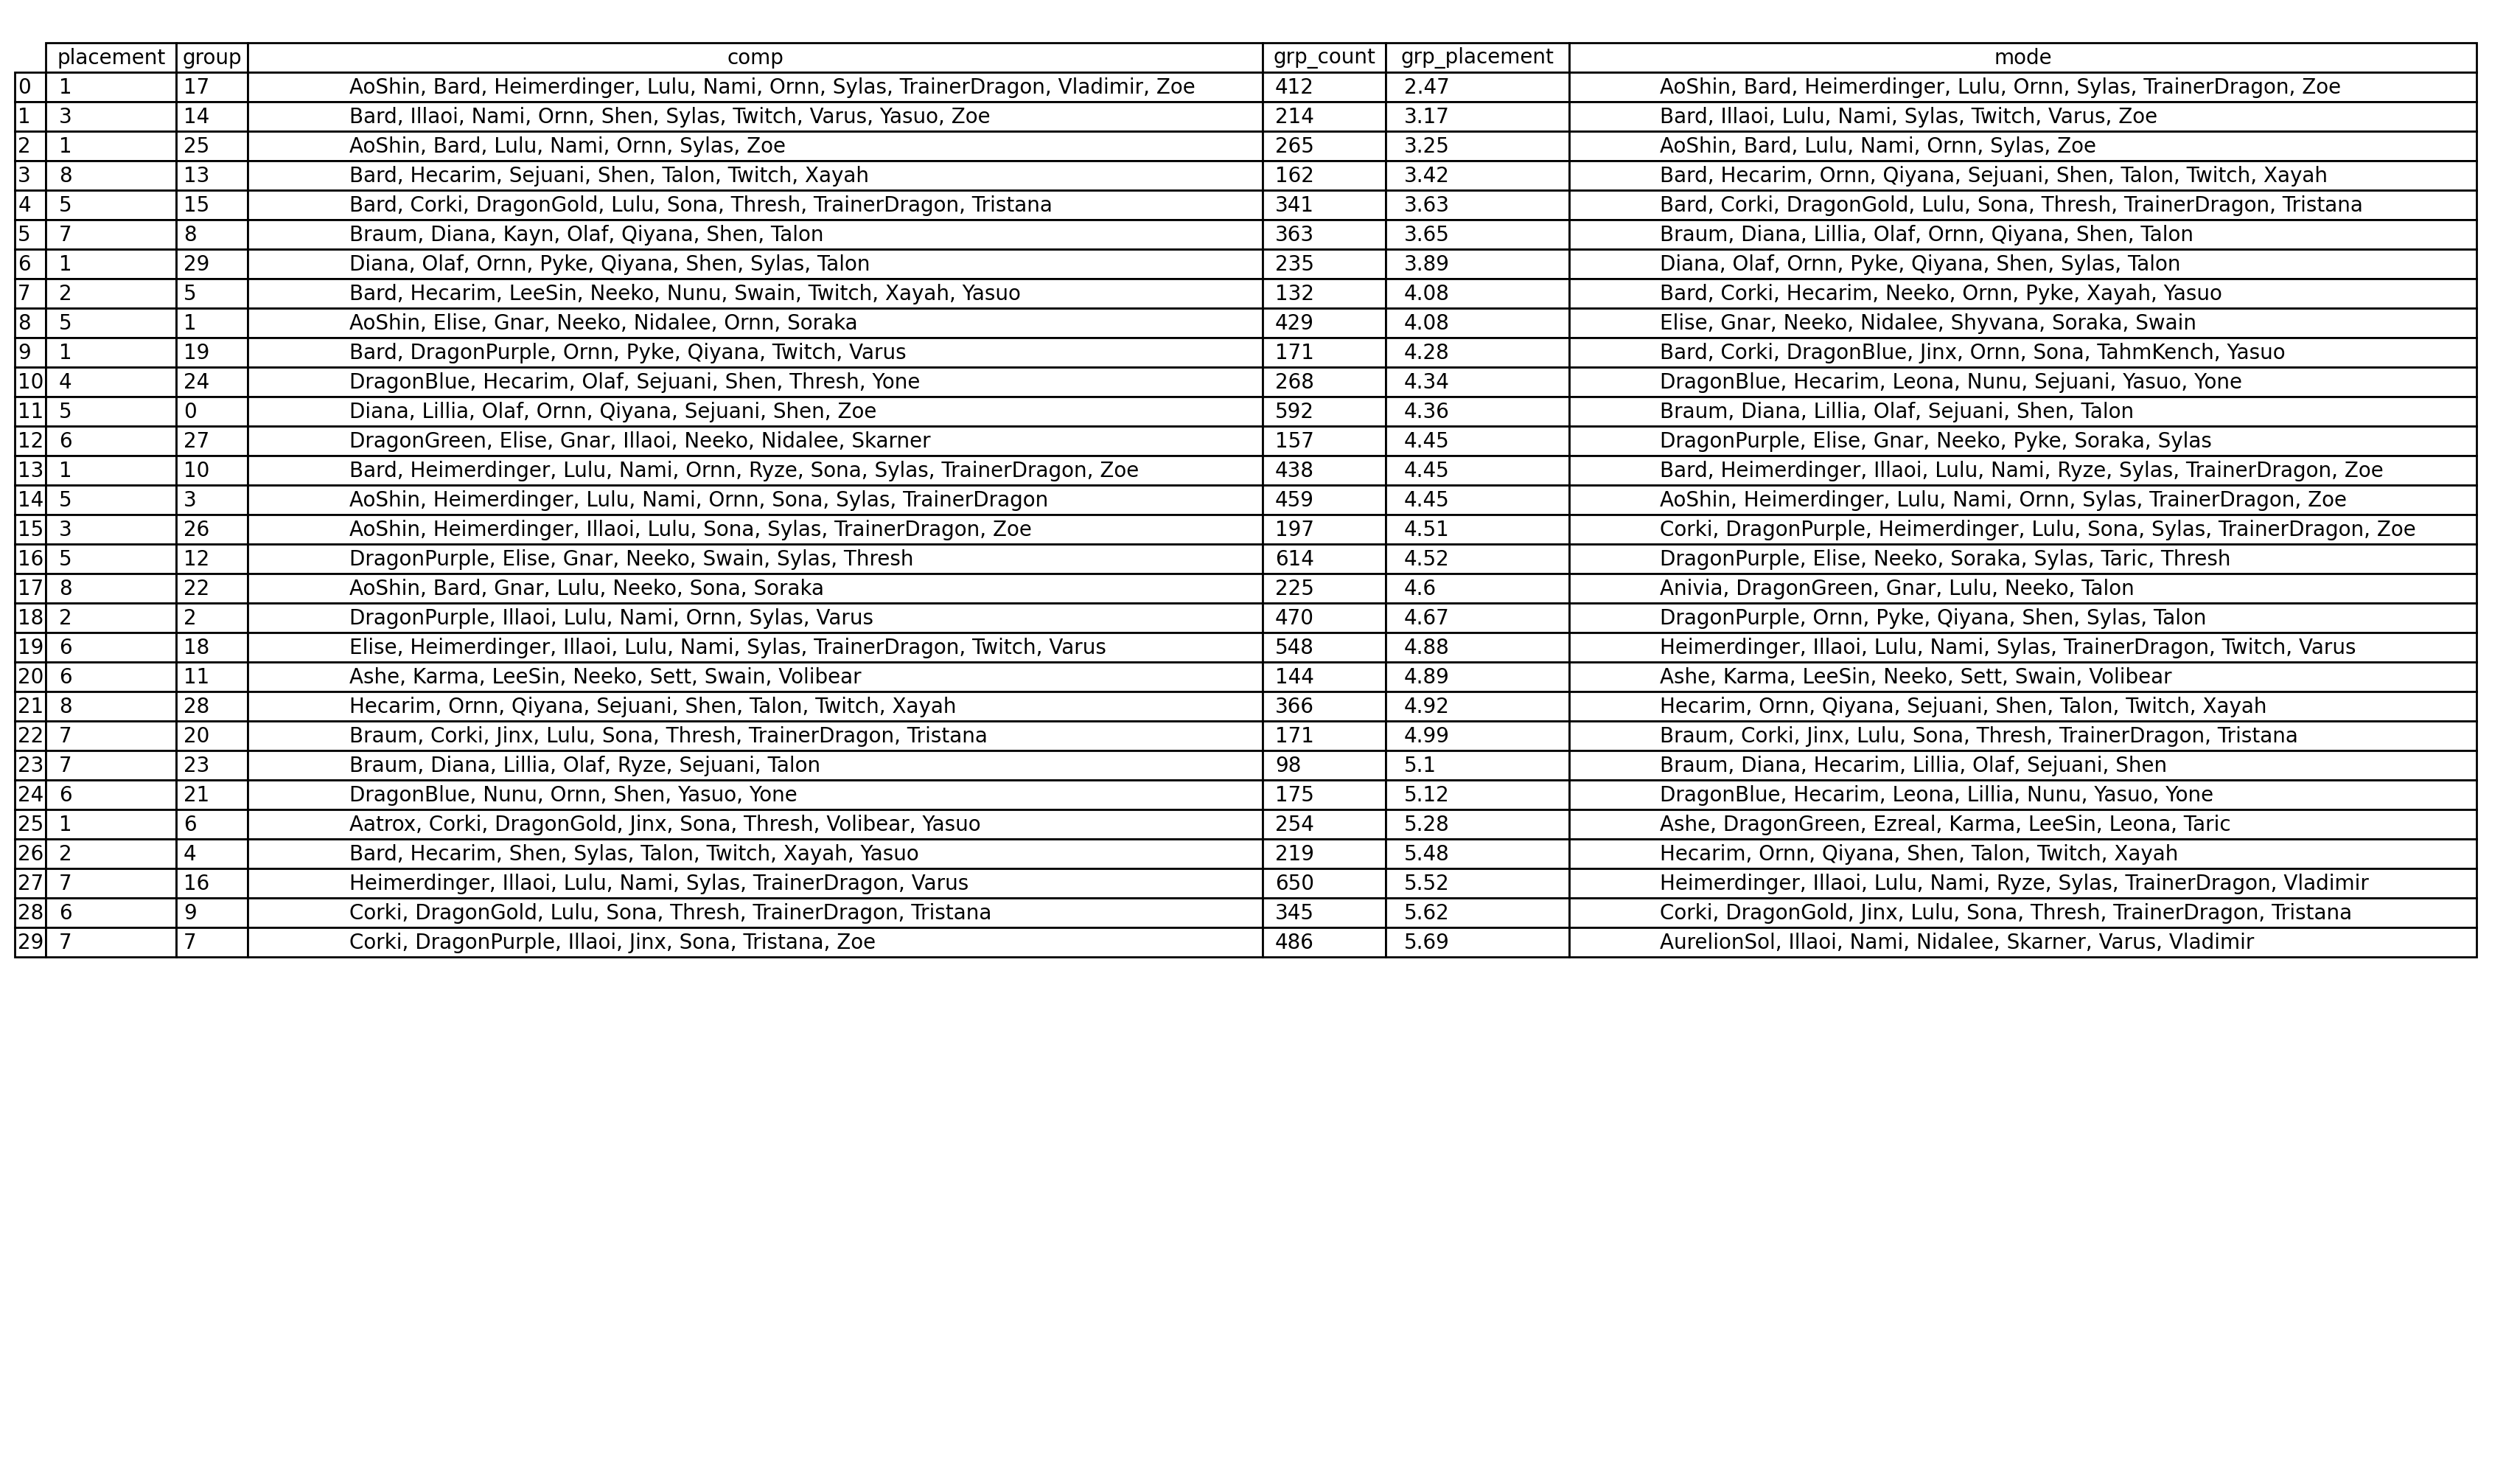 placement group comp grp_count grp_placement mode
0 1 17 AoShin, Bard, Heimerdinger, Lulu, Nami, Ornn, Sylas, TrainerDragon, Vladimir, Zoe 412 2.47 AoShin, Bard, Heimerdinger, Lulu, Ornn, Sylas, TrainerDragon, Zoe
1 3 14 Bard, Illaoi, Nami, Ornn, Shen, Sylas, Twitch, Varus, Yasuo, Zoe 214 3.17 Bard, Illaoi, Lulu, Nami, Sylas, Twitch, Varus, Zoe
2 1 25 AoShin, Bard, Lulu, Nami, Ornn, Sylas, Zoe 265 3.25 AoShin, Bard, Lulu, Nami, Ornn, Sylas, Zoe
3 8 13 Bard, Hecarim, Sejuani, Shen, Talon, Twitch, Xayah 162 3.42 Bard, Hecarim, Ornn, Qiyana, Sejuani, Shen, Talon, Twitch, Xayah
4 5 15 Bard, Corki, DragonGold, Lulu, Sona, Thresh, TrainerDragon, Tristana 341 3.63 Bard, Corki, DragonGold, Lulu, Sona, Thresh, TrainerDragon, Tristana
5 7 8 Braum, Diana, Kayn, Olaf, Qiyana, Shen, Talon 363 3.65 Braum, Diana, Lillia, Olaf, Ornn, Qiyana, Shen, Talon
6 1 29 Diana, Olaf, Ornn, Pyke, Qiyana, Shen, Sylas, Talon 235 3.89 Diana, Olaf, Ornn, Pyke, Qiyana, Shen, Sylas, Talon
7 2 5 Bard, Hecarim, LeeSin, Neeko, Nunu, Swain, Twitch, Xayah, Yasuo 132 4.08 Bard, Corki, Hecarim, Neeko, Ornn, Pyke, Xayah, Yasuo
8 5 1 AoShin, Elise, Gnar, Neeko, Nidalee, Ornn, Soraka 429 4.08 Elise, Gnar, Neeko, Nidalee, Shyvana, Soraka, Swain
9 1 19 Bard, DragonPurple, Ornn, Pyke, Qiyana, Twitch, Varus 171 4.28 Bard, Corki, DragonBlue, Jinx, Ornn, Sona, TahmKench, Yasuo
10 4 24 DragonBlue, Hecarim, Olaf, Sejuani, Shen, Thresh, Yone 268 4.34 DragonBlue, Hecarim, Leona, Nunu, Sejuani, Yasuo, Yone
11 5 0 Diana, Lillia, Olaf, Ornn, Qiyana, Sejuani, Shen, Zoe 592 4.36 Braum, Diana, Lillia, Olaf, Sejuani, Shen, Talon
12 6 27 DragonGreen, Elise, Gnar, Illaoi, Neeko, Nidalee, Skarner 157 4.45 DragonPurple, Elise, Gnar, Neeko, Pyke, Soraka, Sylas
13 1 10 Bard, Heimerdinger, Lulu, Nami, Ornn, Ryze, Sona, Sylas, TrainerDragon, Zoe 438 4.45 Bard, Heimerdinger, Illaoi, Lulu, Nami, Ryze, Sylas, TrainerDragon, Zoe
14 5 3 AoShin, Heimerdinger, Lulu, Nami, Ornn, Sona, Sylas, TrainerDragon 459 4.45 AoShin, Heimerdinger, Lulu, Nami, Ornn, Sylas, TrainerDragon, Zoe
15 3 26 AoShin, Heimerdinger, Illaoi, Lulu, Sona, Sylas, TrainerDragon, Zoe 197 4.51 Corki, DragonPurple, Heimerdinger, Lulu, Sona, Sylas, TrainerDragon, Zoe
16 5 12 DragonPurple, Elise, Gnar, Neeko, Swain, Sylas, Thresh 614 4.52 DragonPurple, Elise, Neeko, Soraka, Sylas, Taric, Thresh
17 8 22 AoShin, Bard, Gnar, Lulu, Neeko, Sona, Soraka 225 4.6 Anivia, DragonGreen, Gnar, Lulu, Neeko, Talon
18 2 2 DragonPurple, Illaoi, Lulu, Nami, Ornn, Sylas, Varus 470 4.67 DragonPurple, Ornn, Pyke, Qiyana, Shen, Sylas, Talon
19 6 18 Elise, Heimerdinger, Illaoi, Lulu, Nami, Sylas, TrainerDragon, Twitch, Varus 548 4.88 Heimerdinger, Illaoi, Lulu, Nami, Sylas, TrainerDragon, Twitch, Varus
20 6 11 Ashe, Karma, LeeSin, Neeko, Sett, Swain, Volibear 144 4.89 Ashe, Karma, LeeSin, Neeko, Sett, Swain, Volibear
21 8 28 Hecarim, Ornn, Qiyana, Sejuani, Shen, Talon, Twitch, Xayah 366 4.92 Hecarim, Ornn, Qiyana, Sejuani, Shen, Talon, Twitch, Xayah
22 7 20 Braum, Corki, Jinx, Lulu, Sona, Thresh, TrainerDragon, Tristana 171 4.99 Braum, Corki, Jinx, Lulu, Sona, Thresh, TrainerDragon, Tristana
23 7 23 Braum, Diana, Lillia, Olaf, Ryze, Sejuani, Talon 98 5.1 Braum, Diana, Hecarim, Lillia, Olaf, Sejuani, Shen
24 6 21 DragonBlue, Nunu, Ornn, Shen, Yasuo, Yone 175 5.12 DragonBlue, Hecarim, Leona, Lillia, Nunu, Yasuo, Yone
25 1 6 Aatrox, Corki, DragonGold, Jinx, Sona, Thresh, Volibear, Yasuo 254 5.28 Ashe, DragonGreen, Ezreal, Karma, LeeSin, Leona, Taric
26 2 4 Bard, Hecarim, Shen, Sylas, Talon, Twitch, Xayah, Yasuo 219 5.48 Hecarim, Ornn, Qiyana, Shen, Talon, Twitch, Xayah
27 7 16 Heimerdinger, Illaoi, Lulu, Nami, Sylas, TrainerDragon, Varus 650 5.52 Heimerdinger, Illaoi, Lulu, Nami, Ryze, Sylas, TrainerDragon, Vladimir
28 6 9 Corki, DragonGold, Lulu, Sona, Thresh, TrainerDragon, Tristana 345 5.62 Corki, DragonGold, Jinx, Lulu, Sona, Thresh, TrainerDragon, Tristana
29 7 7 Corki, DragonPurple, Illaoi, Jinx, Sona, Tristana, Zoe 486 5.69 AurelionSol, Illaoi, Nami, Nidalee, Skarner, Varus, Vladimir